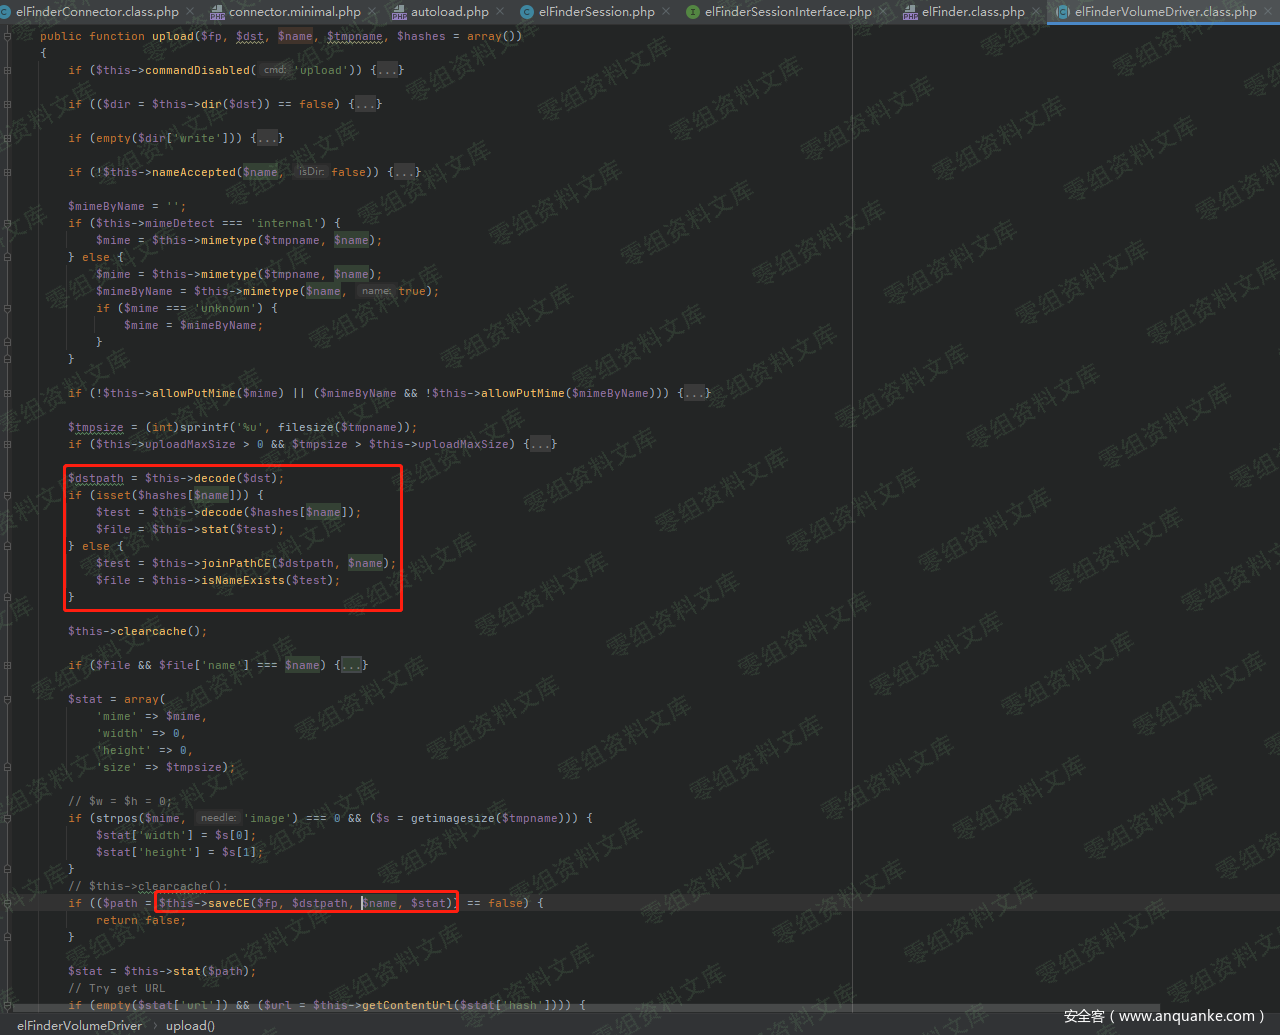 elFinderConnector.class.php × connector.minimal.php × autoload.php × elFinderSession.php × elFinderSessionInterface.php × elFinder.class.php × elFinderVolumeDriver.class.php ×
public function upload($fp, $dst, $name, $tmpname, $hashes = array())
{
if ($this->commandDisabled( cmd: 'upload')) {...}
if (($dir = $this->dir($dst)) == false) {...}
if (empty($dir['write'])) {...}
if (!$this->nameAccepted($name, isDir: false)) {...}
$mimeByName = '';
if ($this->mimeDetect === 'internal') {
$mime = $this->mimetype($tmpname, $name);
} else {
$mime = $this->mimetype($tmpname, $name);
$mimeByName = $this->mimetype($name, name: true);
if ($mime === 'unknown') {
$mime = $mimeByName;
}
}
if (!$this->allowPutMime($mime) || ($mimeByName && !$this->allowPutMime($mimeByName))) {...}
$tmpsize = (int)sprintf('%u', filesize($tmpname));
if ($this->uploadMaxSize > 0 && $tmpsize > $this->uploadMaxSize) {...}
$dstpath = $this->decode($dst);
if (isset($hashes[$name])) {
$test = $this->decode($hashes[$name]);
$file = $this->stat($test);
} else {
$test = $this->joinPathCE($dstpath, $name);
$file = $this->isNameExists($test);
}
$this->clearcache();
if ($file && $file['name'] === $name) {...}
$stat = array(
'mime' => $mime,
'width' => 0,
'height' => 0,
'size' => $tmpsize);
// $w = $h = 0;
if (strpos($mime, needle: 'image') === 0 && ($s = getimagesize($tmpname))) {
$stat['width'] = $s[0];
$stat['height'] = $s[1];
}
// $this->clearcache();
if (($path = $this->saveCE($fp, $dstpath, $name, $stat)) == false) {
return false;
}
$stat = $this->stat($path);
// Try get URL
if (empty($stat['url']) && ($url = $this->getContentUrl($stat['hash']))) {
安全客（www.anquanke.com）
elFinderVolumeDriver › upload()
零组资料文库